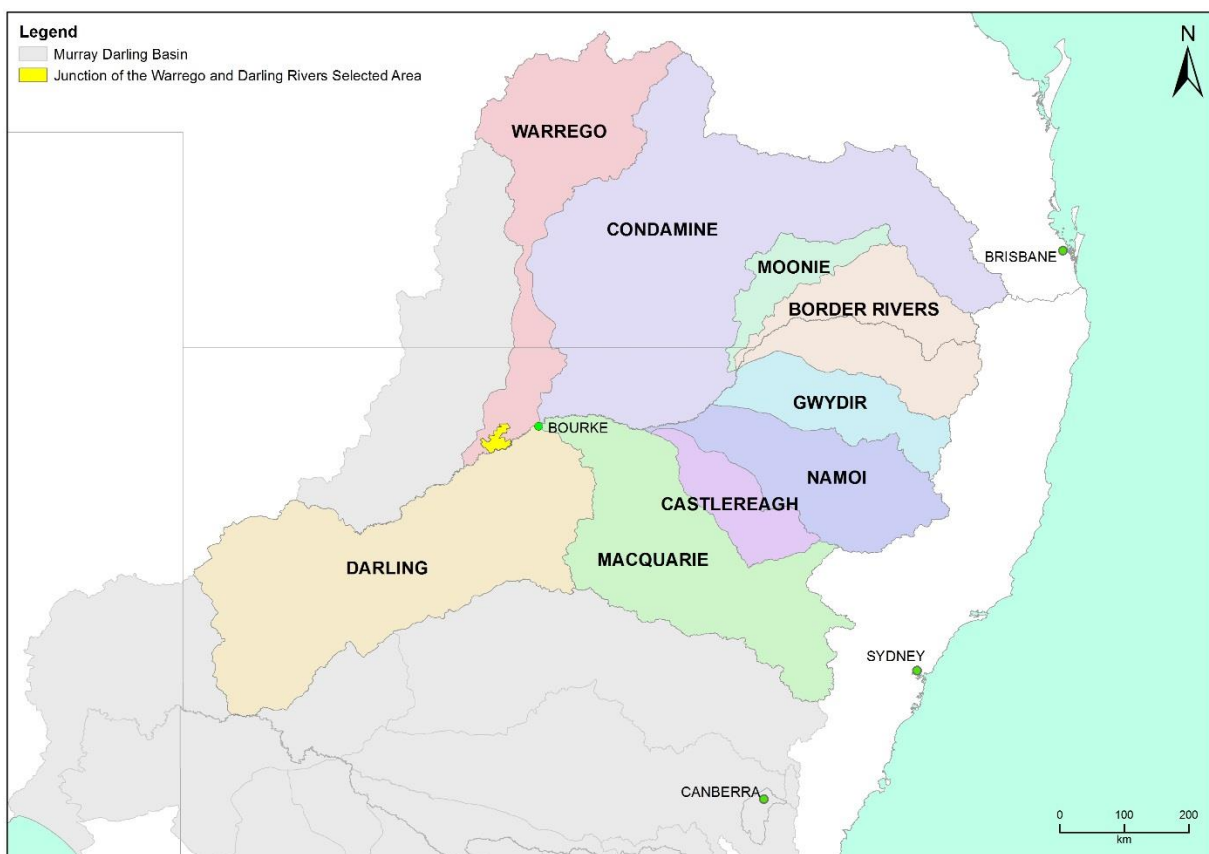 Legend
Murray Darling Basin
Junction of the Warrego and Darling Rivers Selected Area
N
WARREGO
CONDAMINE
BRISBANE
MOONIE
BORDER RIVERS
GWYDIR
BOURKE
NAMOI
CASTLEREAGH
MACQUARIE
DARLING
SYDNEY
CANBERRA
0 100 200
km